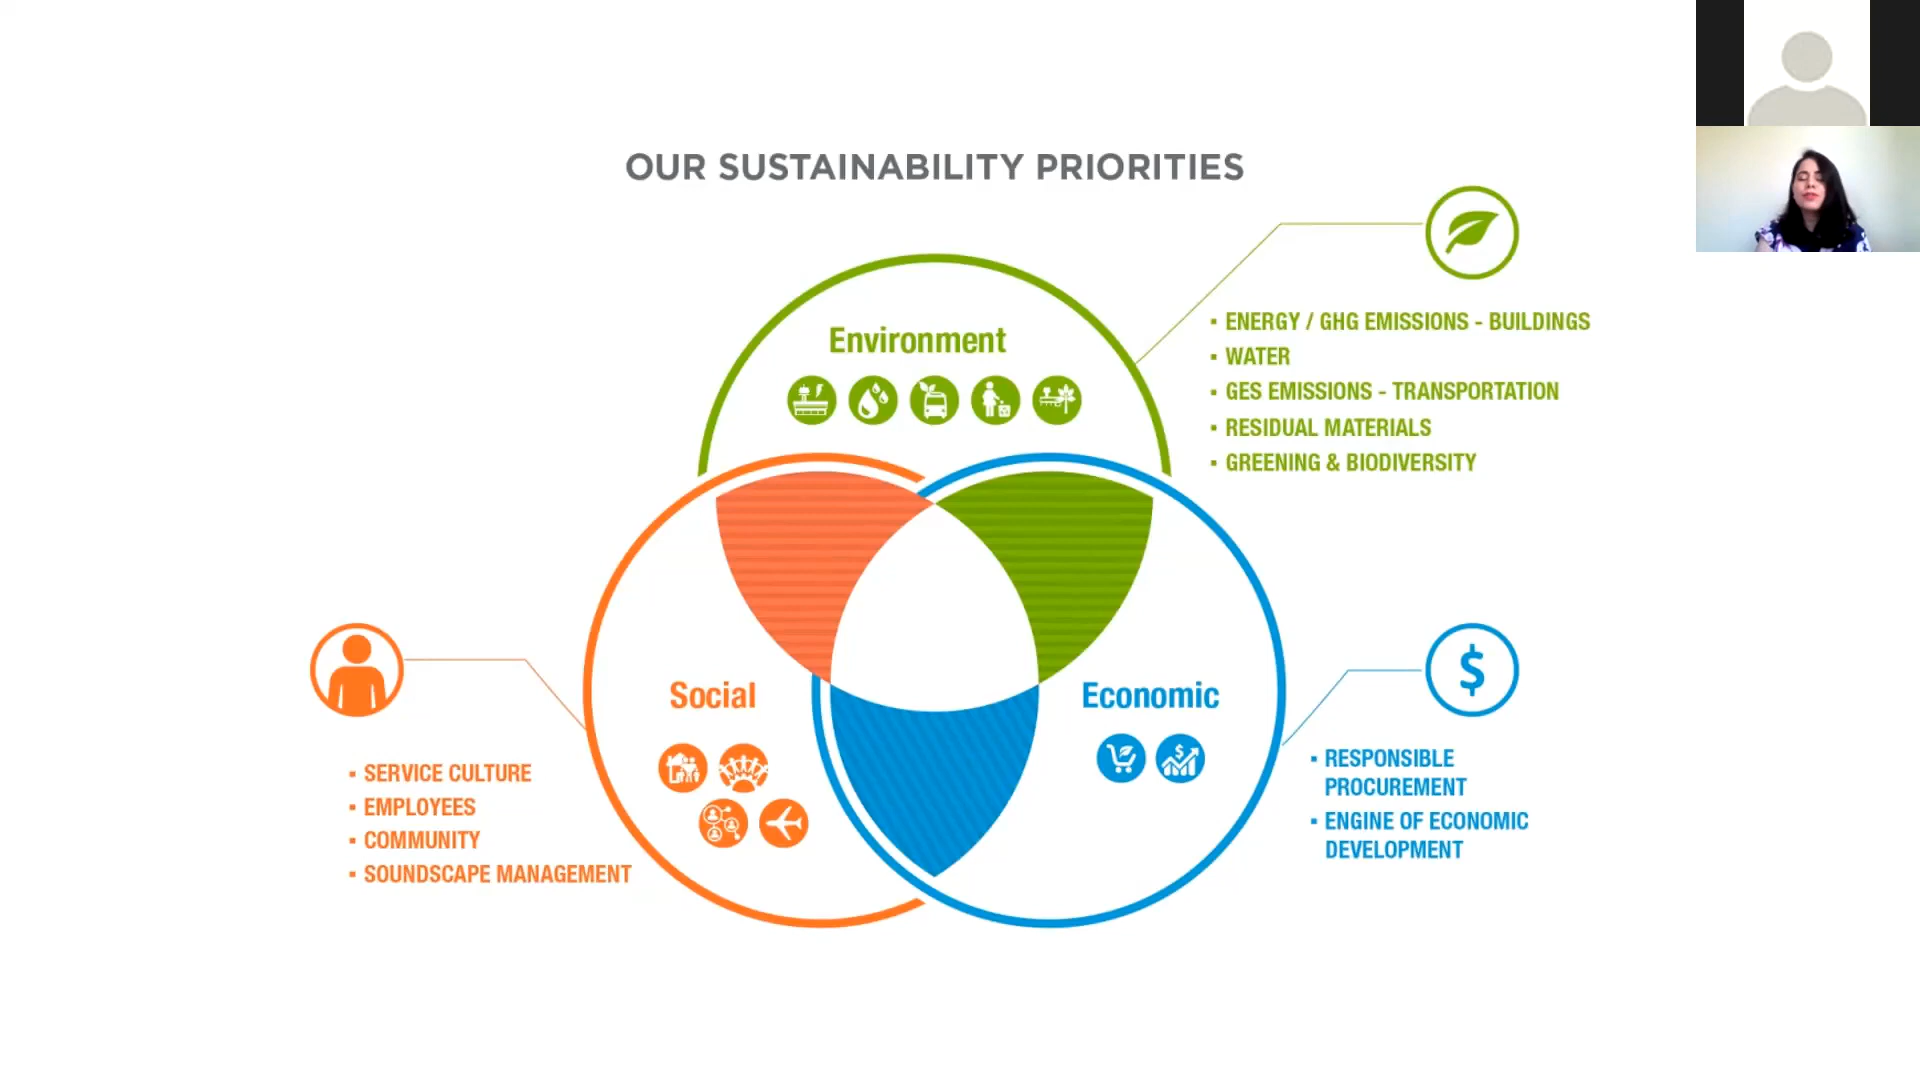 OUR SUSTAINABILITY PRIORITIES
Environment
▪ ENERGY / GHG EMISSIONS - BUILDINGS
▪ WATER
▪ GES EMISSIONS - TRANSPORTATION
▪ RESIDUAL MATERIALS
▪ GREENING & BIODIVERSITY
Social
▪ SERVICE CULTURE
▪ EMPLOYEES
▪ COMMUNITY
▪ SOUNDSCAPE MANAGEMENT
Economic
$
▪ RESPONSIBLE
PROCUREMENT
▪ ENGINE OF ECONOMIC
DEVELOPMENT